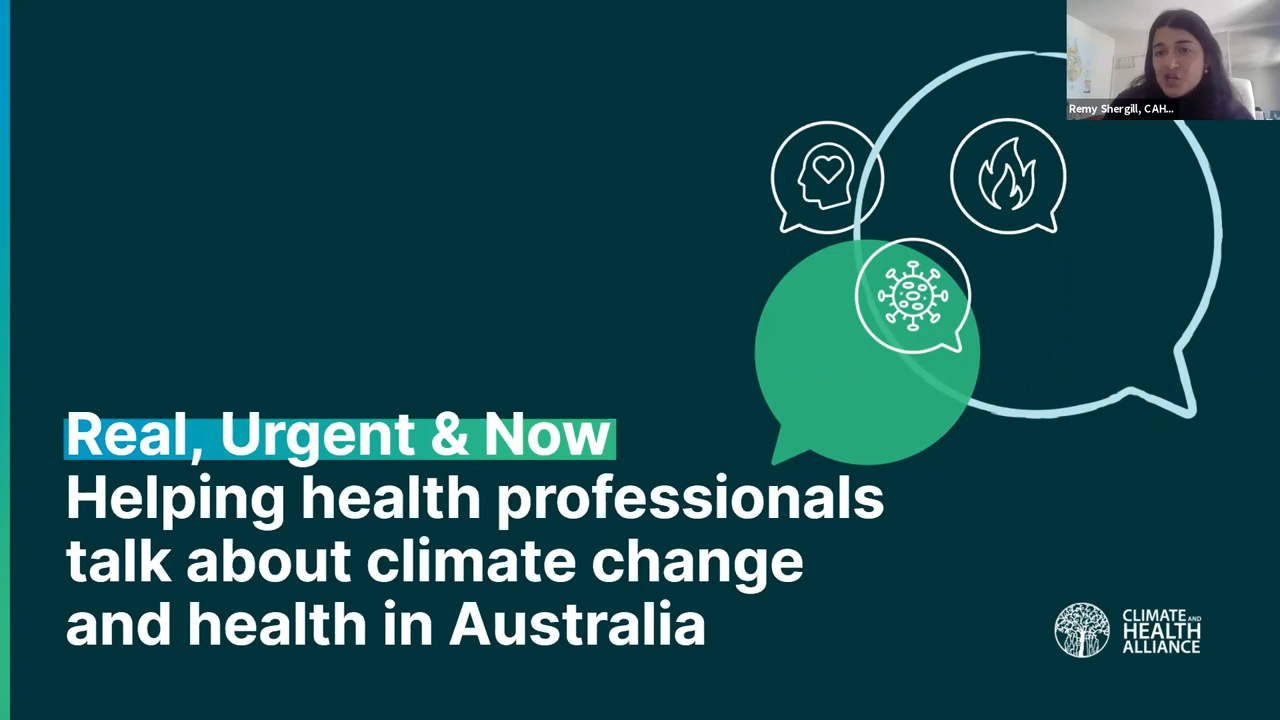 Remy Shergill, CAH...
Real, Urgent & Now
Helping health professionals
talk about climate change
and health in Australia
CLIMATE AND
HEALTH
ALLIANCE